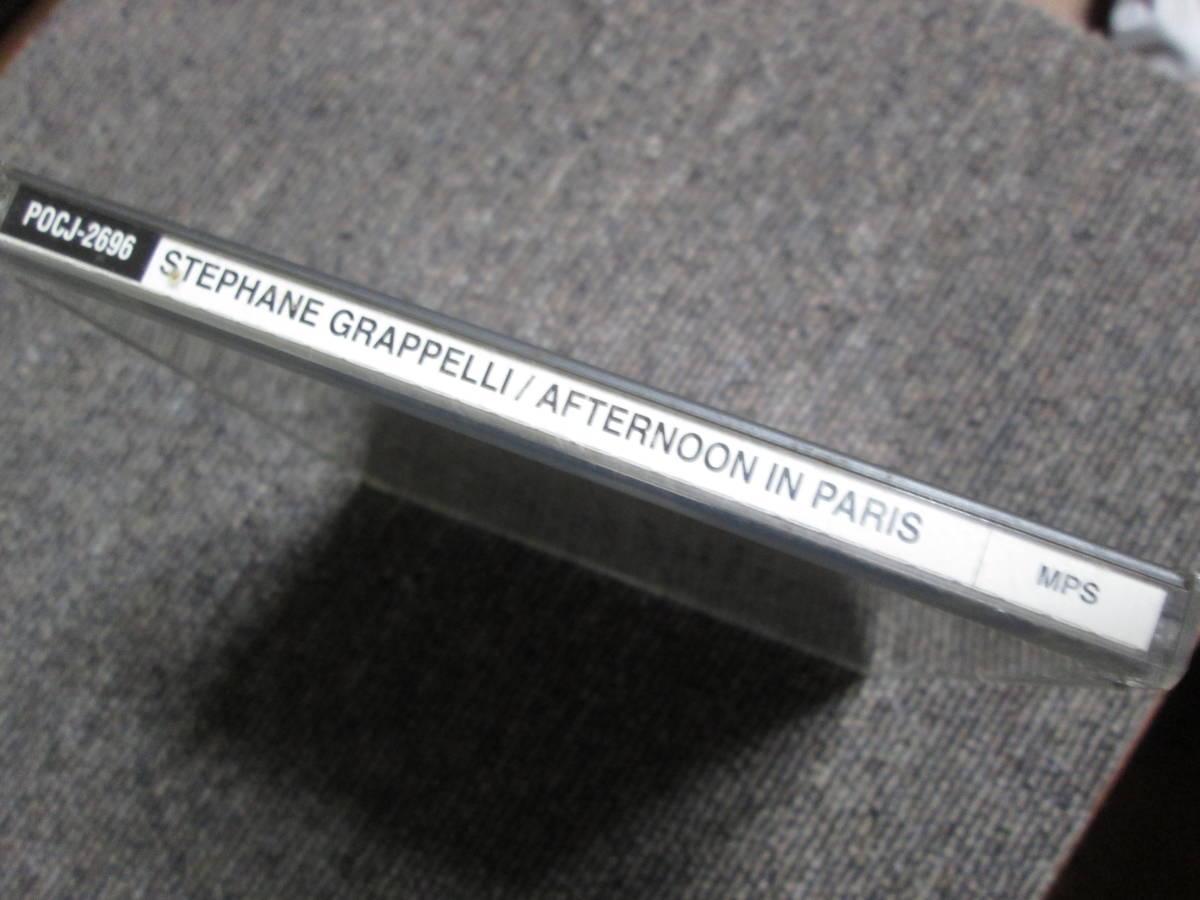 POCJ-2696 STEPHANE GRAPPELLI / AFTERNOON IN PARIS MPS